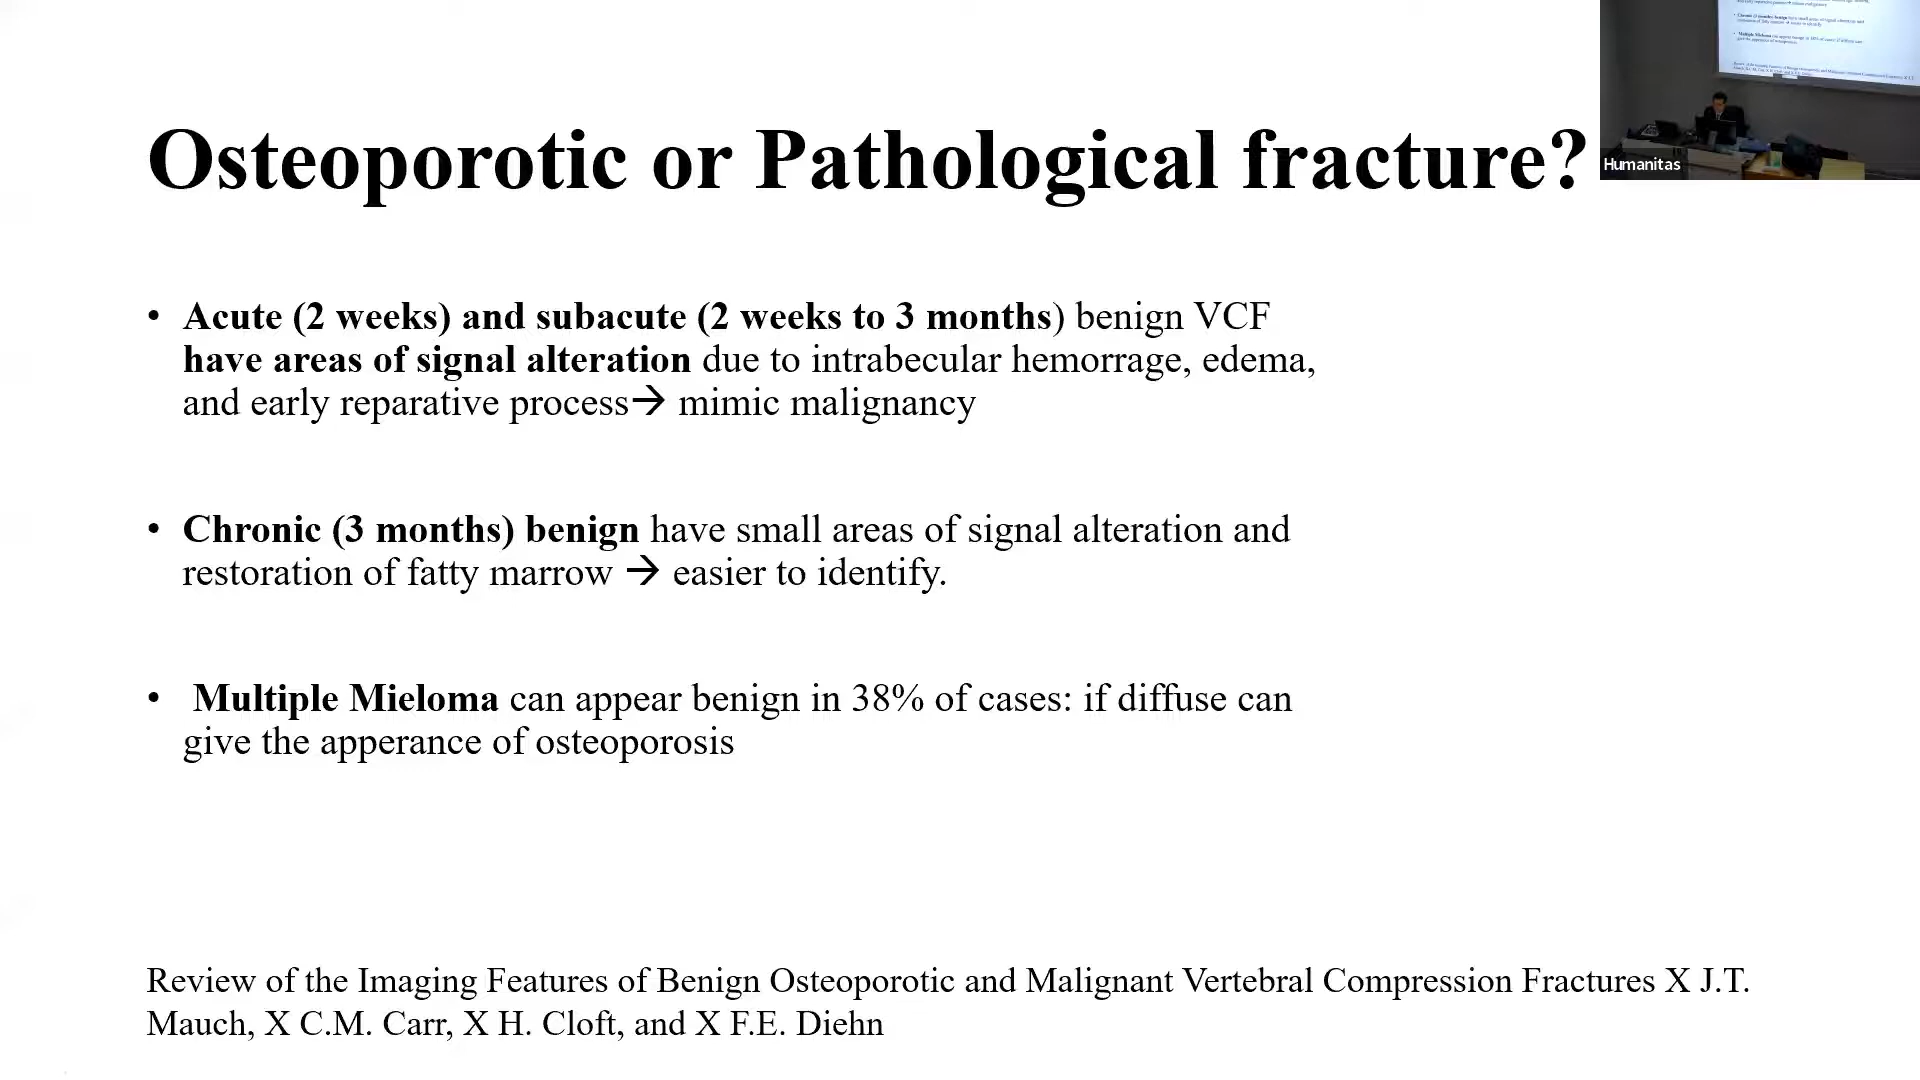 Osteoporotic or Pathological fracture?
Humanitas
• Acute (2 weeks) and subacute (2 weeks to 3 months) benign VCF
have areas of signal alteration due to intrabecular hemorrage, edema,
and early reparative process→ mimic malignancy
• Chronic (3 months) benign have small areas of signal alteration and
restoration of fatty marrow → easier to identify.
• Multiple Mieloma can appear benign in 38% of cases: if diffuse can
give the apperance of osteoporosis
Review of the Imaging Features of Benign Osteoporotic and Malignant Vertebral Compression Fractures X J.T.
Mauch, X C.M. Carr, X H. Cloft, and X F.E. Diehn